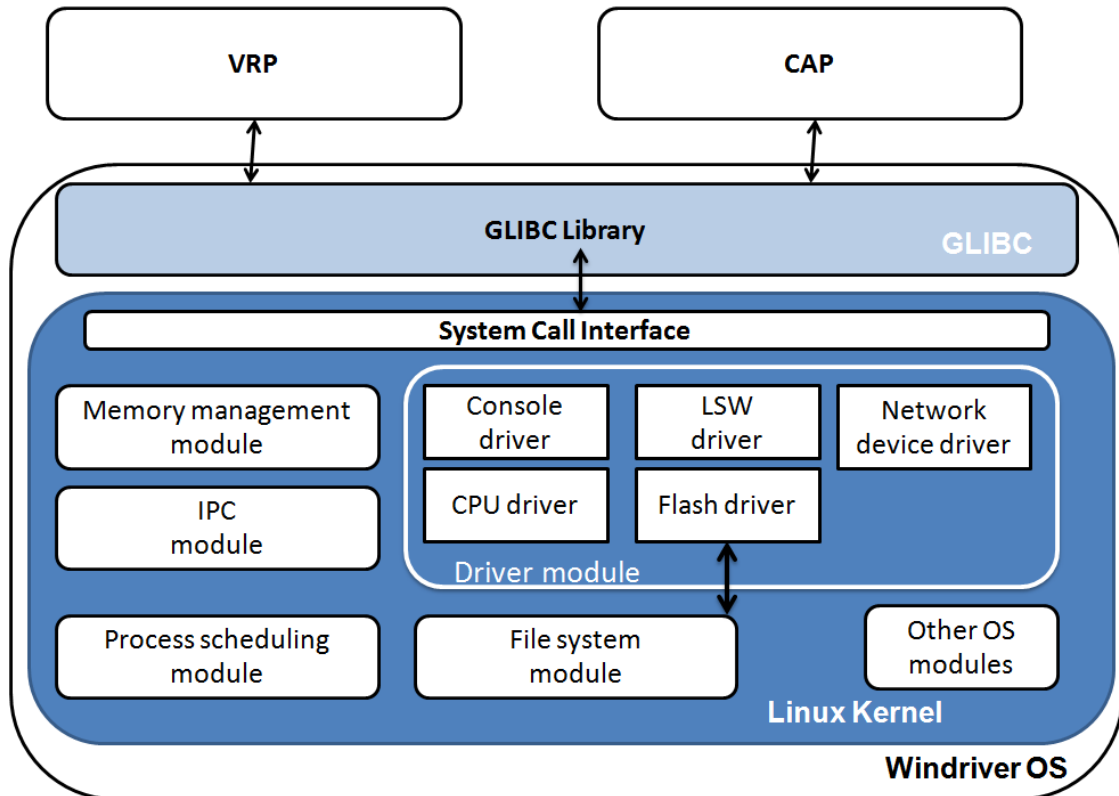 VRP
CAP
GLIBC Library
GLIBC
System Call Interface
Memory management
module
IPC
module
Process scheduling
module
Console
driver
LSW
driver
Network
device driver
CPU driver
Flash driver
Driver module
File system
module
Other OS
modules
Linux Kernel
Windriver OS